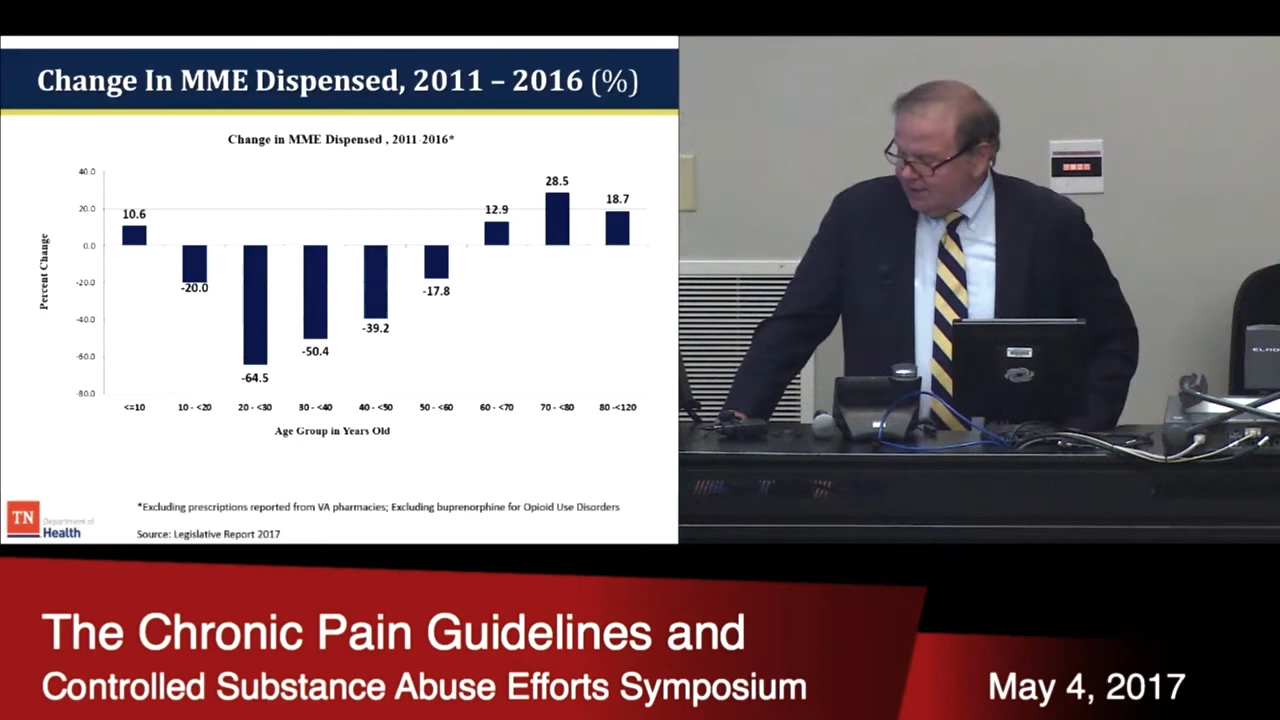 Change In MME Dispensed, 2011 – 2016 (%)
Change in MME Dispensed , 2011-2016*
40.0
20.0
0.0
-20.0
-40.0
-60.0
-80.0
Percent Change
10.6
-20.0
-64.5
-50.4
-39.2
-17.8
12.9
28.5
18.7
<=10 10 - <20 20 - <30 30 - <40 40 - <50 50 - <60 60 - <70 70 - <80 80 -<120
Age Group in Years Old
*Excluding prescriptions reported from VA pharmacies; Excluding buprenorphine for Opioid Use Disorders
Source: Legislative Report 2017
TN
Department of
Health
ELMO
The Chronic Pain Guidelines and
Controlled Substance Abuse Efforts Symposium
May 4, 2017